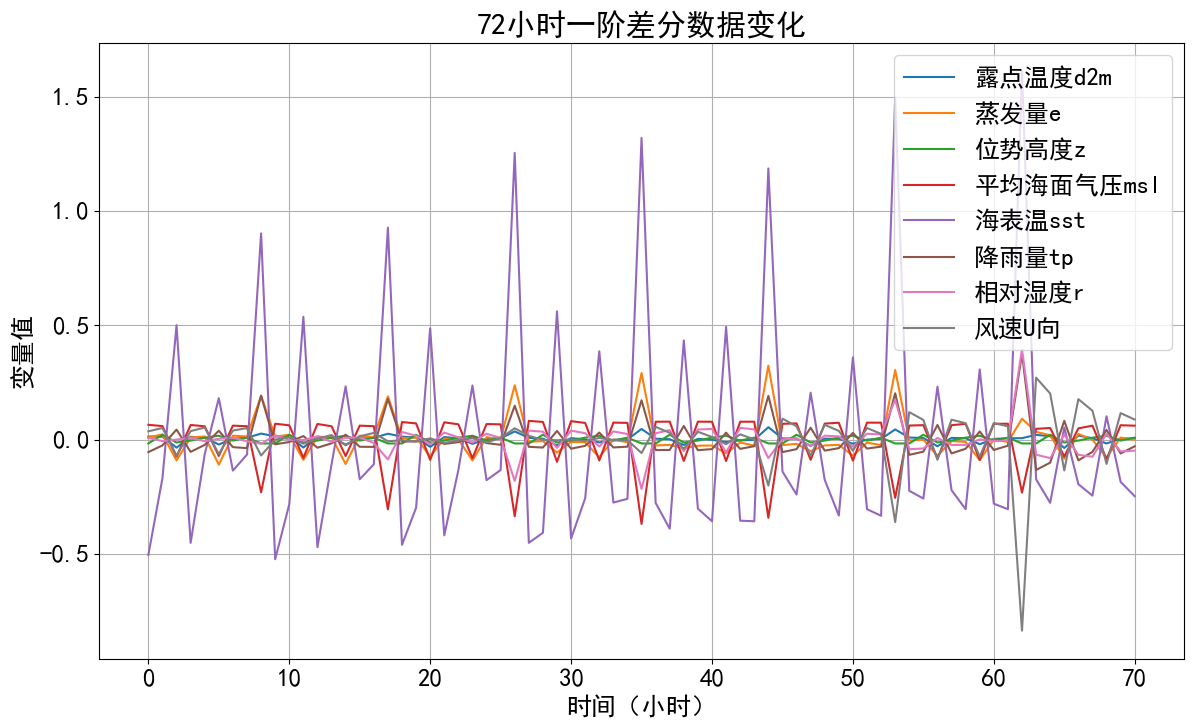 72小时一阶差分数据变化
露点温度d2m
蒸发量e
位势高度z
平均海面气压msl
海表温sst
降雨量tp
相对湿度r
风速U向
变量值
1.5
1.0
0.5
0.0
−0.5
0 10 20 30 40 50 60 70
时间（小时）